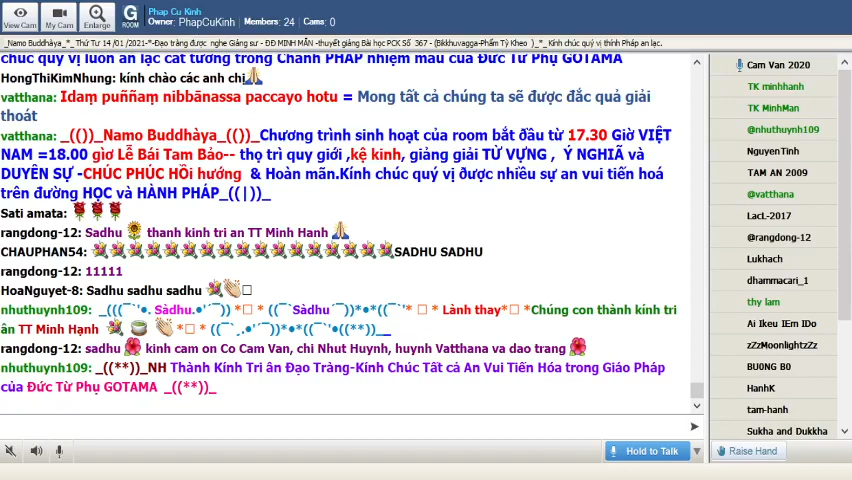 View Cam
My Cam
Enlarge
G
ROOM
Phap Cu Kinh
Owner: PhapCuKinh Members: 24 Cams: 0
_Namo Buddhàya_*_ Thứ Tư 14 /01 /2021-*-Đạo tràng được nghe Giảng sư - ĐĐ MINH MẪN -thuyết giảng Bài học PCK Số 367 - (Bikkhuvagga-Phẩm Tỳ Kheo )_*_ Kính chúc quý vị thính Pháp an lạc.
chúc quý vị luôn an lạc cát tường trong Chánh PHÁP nhiệm mầu của Đức Từ Phụ GOTAMA
HongThiKimNhung: kính chào các anh chị
vatthana: Idaṃ puññaṃ nibbānassa paccayo hotu = Mong tất cả chúng ta sẽ được đắc quả giải
thoát
vatthana: _(())_Namo Buddhàya_(())_Chương trình sinh hoạt của room bắt đầu từ 17.30 Giờ VIỆT
NAM =18.00 giờ Lễ Bái Tam Bảo-- thọ trì quy giới ,kệ kinh, giảng giải TỪ VỰNG , Ý NGHĨA và
DUYÊN SỰ -CHÚC PHÚC HỒi hướng & Hoàn mãn.Kính chúc quý vị được nhiều sự an vui tiến hoá
trên đường HỌC và HÀNH PHÁP_((|))_
Sati amata:
rangdong-12: Sadhu thanh kinh tri an TT Minh Hanh
CHAUPHAN54: SADHU SADHU
rangdong-12: 11111
HoaNguyet-8: Sadhu sadhu sadhu
nhuthuynh109: _(((¯`'•. Sàdhu.•'´¯)) *□ * ((¯`Sàdhu´¯))*•*((¯`'* □ * Lành thay*□ *Chúng con thành kính tri
ân TT Minh Hạnh *□ * ((¯`´.•'´¯))*•*((¯`'•((**))__
rangdong-12: sadhu kinh cam on Co Cam Van, chi Nhut Huynh, huynh Vatthana va dao trang
nhuthuynh109: _((**))_NH Thành Kính Tri ân Đạo Tràng-Kính Chúc Tất cả An Vui Tiến Hóa trong Giáo Pháp
của Đức Từ Phụ GOTAMA _((**))_
Cam Van 2020
TK minhhanh
TK MinhMan
@nhuthuynh109
NguyenTinh
TAM AN 2009
@vatthana
LacL-2017
@rangdong-12
Lukhach
dhammacari_1
thy lam
Ai Ikeu IErn IDo
zZzMoonlightzZz
BU0NG B0
HanhK
tam-hanh
Sukha and Dukkha
Hold to Talk
Raise Hand